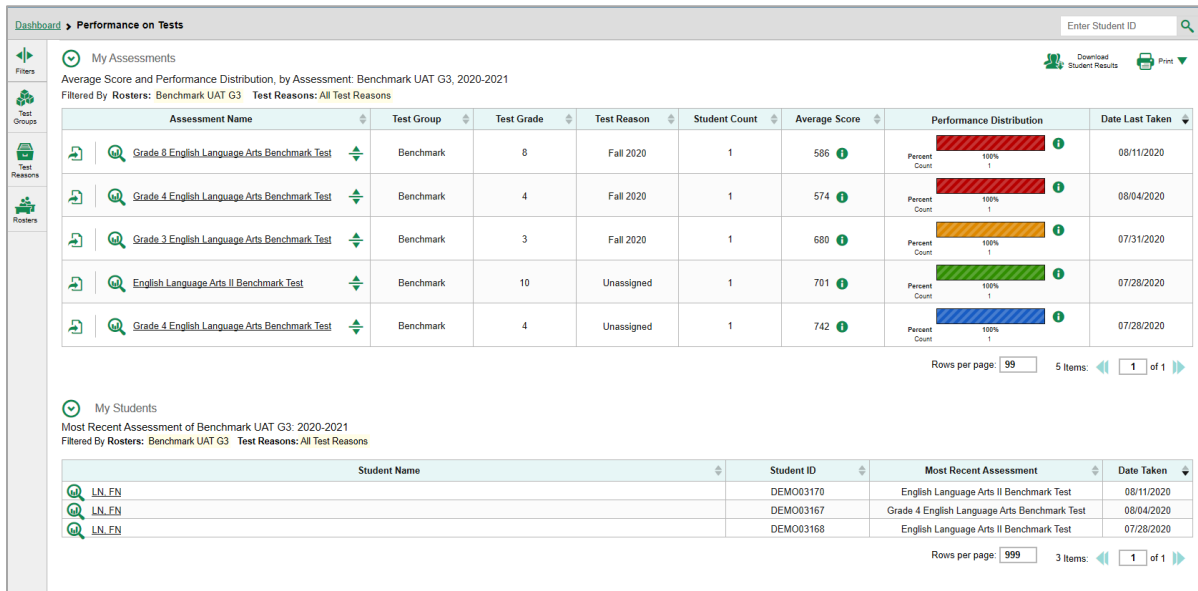 Dashboard > Performance on Tests Enter Student ID
Filters
Test Groups
Test Reasons
Rosters
My Assessments
Download Student Results Print
Average Score and Performance Distribution, by Assessment: Benchmark UAT G3, 2020-2021
Filtered By Rosters: Benchmark UAT G3 Test Reasons: All Test Reasons
Assessment Name Test Group Test Grade Test Reason Student Count Average Score Performance Distribution Date Last Taken
Grade 8 English Language Arts Benchmark Test Benchmark 8 Fall 2020 1 586 08/11/2020
Percent 100%
Count 1
Grade 4 English Language Arts Benchmark Test Benchmark 4 Fall 2020 1 574 08/04/2020
Percent 100%
Count 1
Grade 3 English Language Arts Benchmark Test Benchmark 3 Fall 2020 1 680 07/31/2020
Percent 100%
Count 1
English Language Arts II Benchmark Test Benchmark 10 Unassigned 1 701 07/28/2020
Percent 100%
Count 1
Grade 4 English Language Arts Benchmark Test Benchmark 4 Unassigned 1 742 07/28/2020
Percent 100%
Count 1
Rows per page: 99 5 Items: 1 of 1
My Students
Most Recent Assessment of Benchmark UAT G3: 2020-2021
Filtered By Rosters: Benchmark UAT G3 Test Reasons: All Test Reasons
Student Name Student ID Most Recent Assessment Date Taken
LN, FN DEMO03170 English Language Arts II Benchmark Test 08/11/2020
LN, FN DEMO03167 Grade 4 English Language Arts Benchmark Test 08/04/2020
LN, FN DEMO03168 English Language Arts II Benchmark Test 07/28/2020
Rows per page: 999 3 Items: 1 of 1